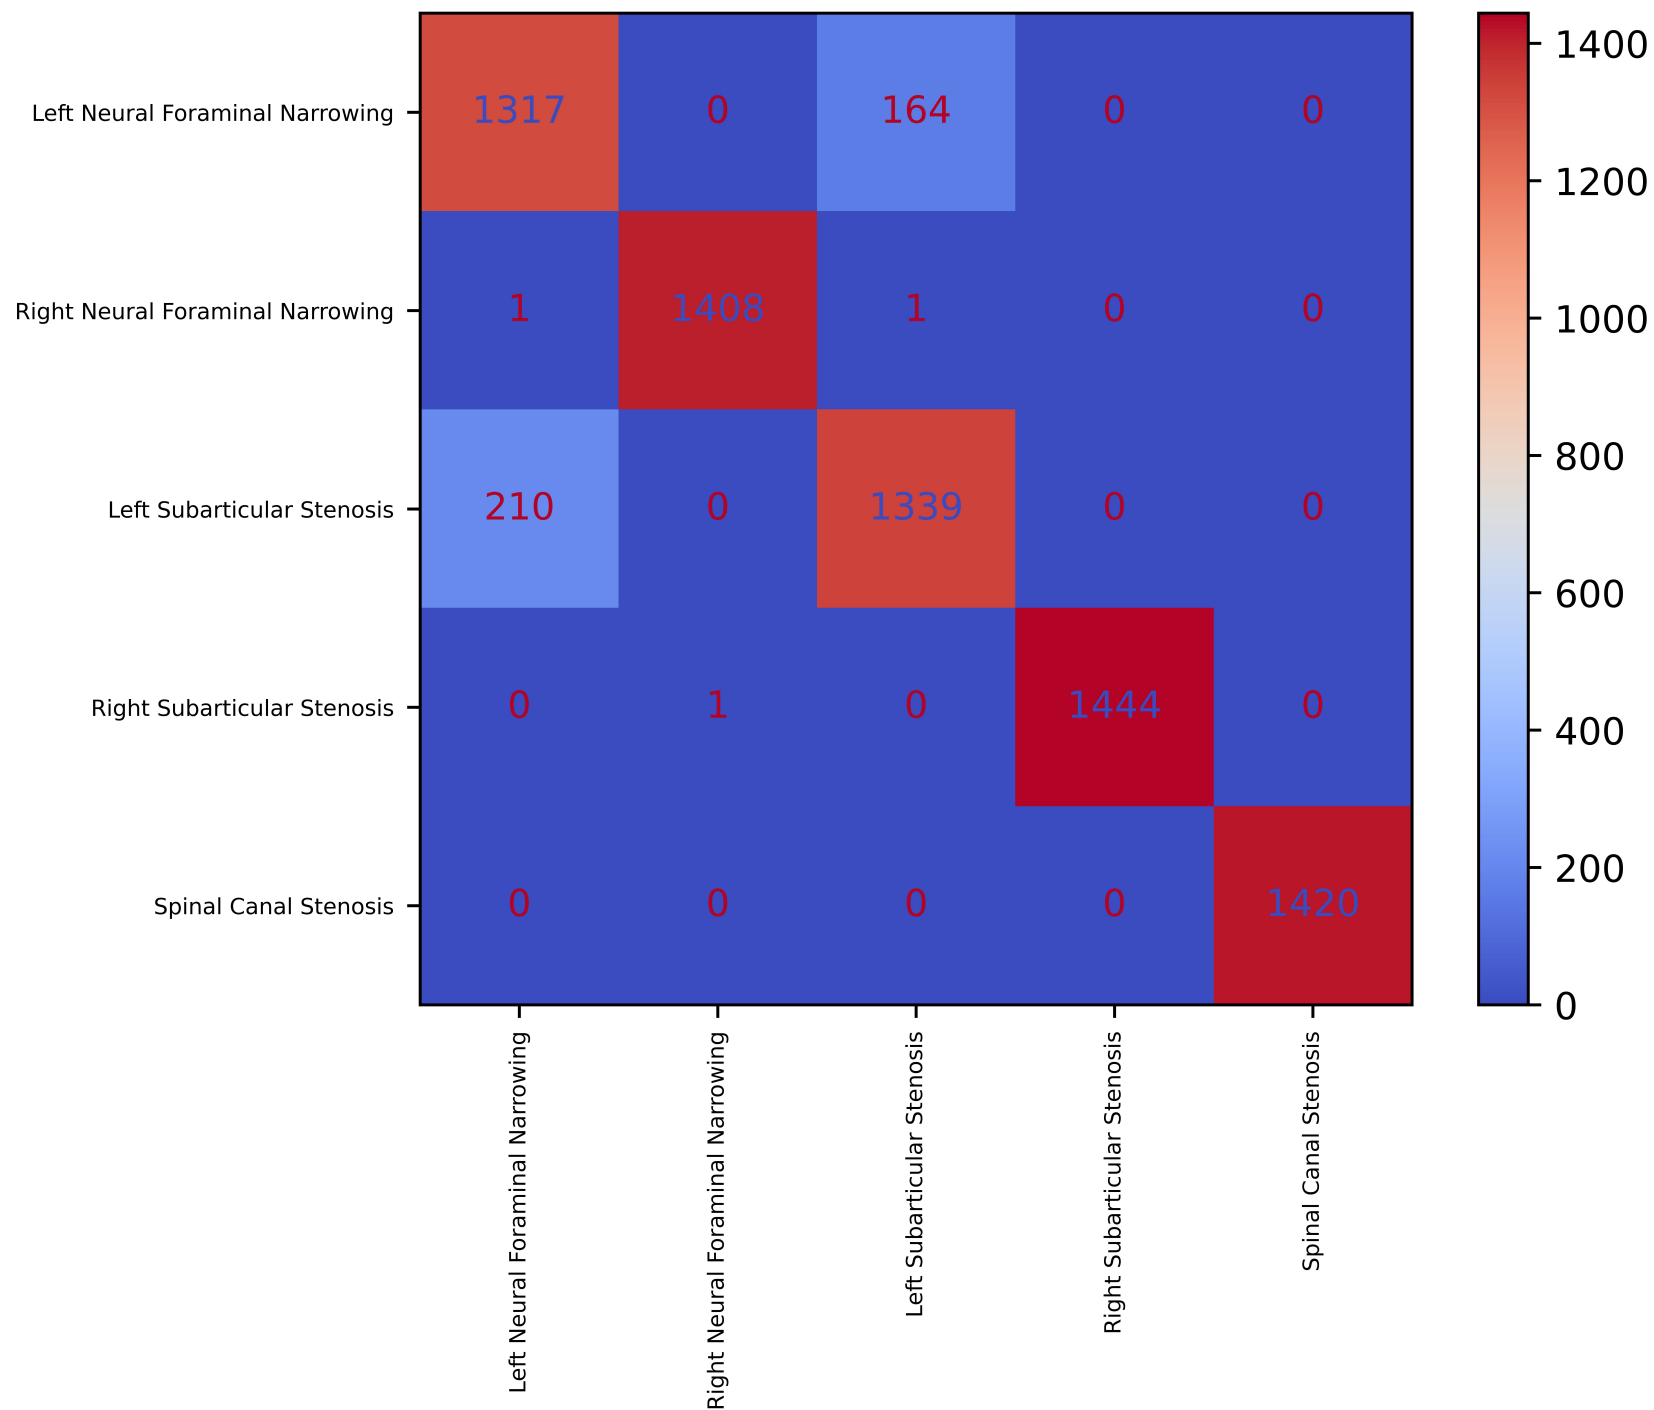 Left Neural Foraminal Narrowing 1317 0 164 0 0
Right Neural Foraminal Narrowing 1 1408 1 0 0
Left Subarticular Stenosis 210 0 1339 0 0
Right Subarticular Stenosis 0 1 0 1444 0
Spinal Canal Stenosis 0 0 0 0 1420
Left Neural Foraminal Narrowing
Right Neural Foraminal Narrowing
Left Subarticular Stenosis
Right Subarticular Stenosis
Spinal Canal Stenosis
1400
1200
1000
800
600
400
200
0